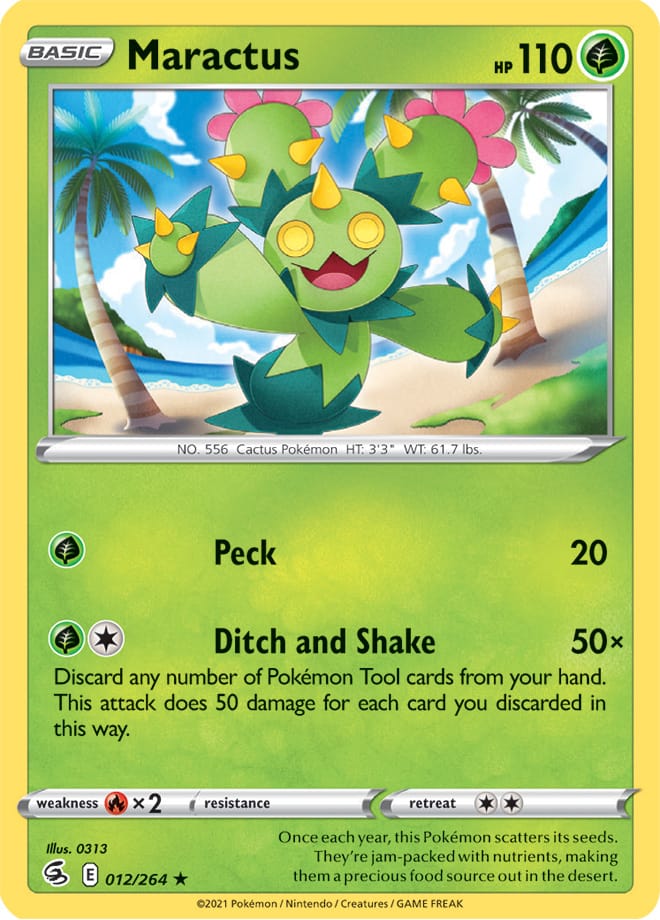 BASIC Maractus HP 110
NO. 556 Cactus Pokémon HT: 3'3" WT: 61.7 lbs.
Peck 20
Ditch and Shake 50×
Discard any number of Pokémon Tool cards from your hand.
This attack does 50 damage for each card you discarded in
this way.
weakness ×2 resistance retreat
Illus. 0313
E 012/264 ★
Once each year, this Pokémon scatters its seeds.
They're jam-packed with nutrients, making
them a precious food source out in the desert.
©2021 Pokémon / Nintendo / Creatures / GAME FREAK